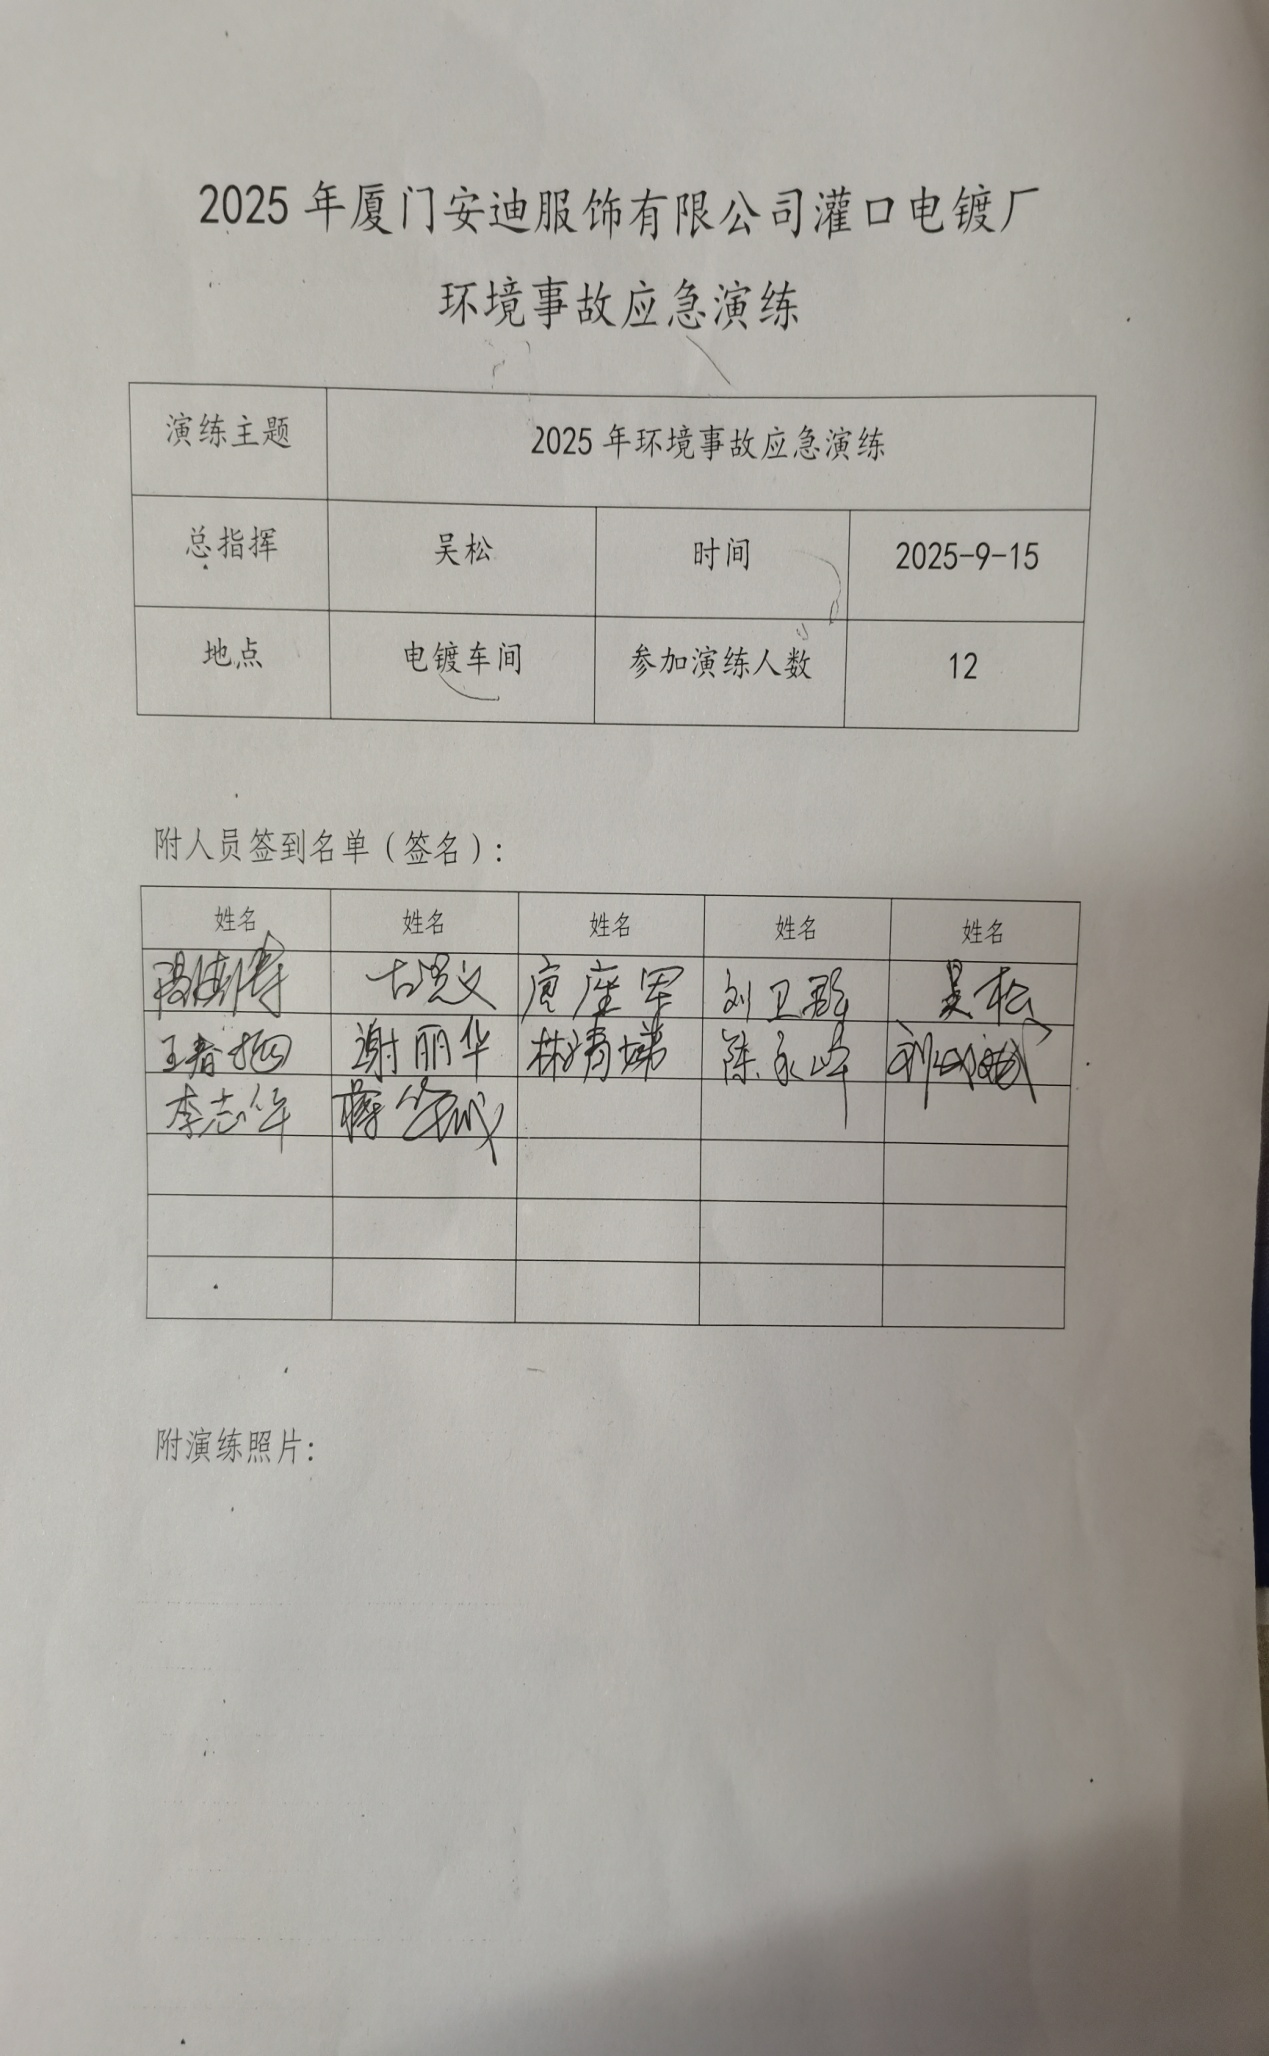 2025年厦门安迪服饰有限公司灌口电镀厂
环境事故应急演练
演练主题 2025年环境事故应急演练
总指挥 吴松 时间 2025-9-15
地点 电镀车间 参加演练人数 12
附人员签到名单(签名):
姓名 姓名 姓名 姓名 姓名
唐座军 刘卫 吴松
王春 谢丽华 林清娣 陈永峰 刘
李志华 蒋
附演练照片: